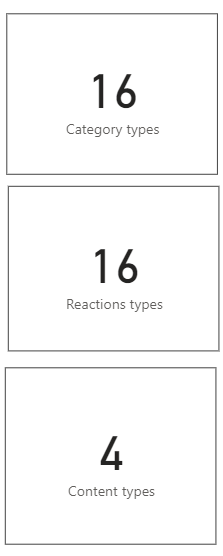 16
Category types
16
Reactions types
4
Content types